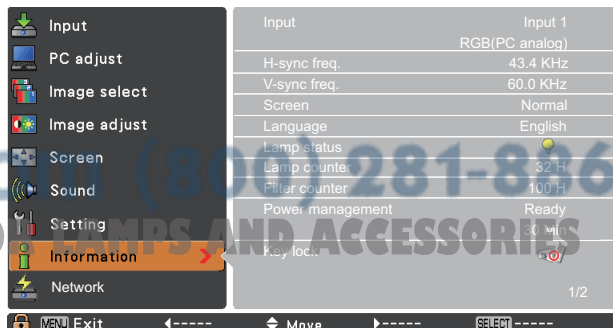 Input
PC adjust
Image select
Image adjust
Screen
Sound
Setting
Information
Network
Input Input 1
RGB(PC analog)
H-sync freq. 43.4 KHz
V-sync freq. 60.0 KHz
Screen Normal
Language English
Lamp status
Lamp counter 32 H
Filter counter 100 H
Power management Ready
30 Min
Key lock
1/2
(800) 281-886
LAMPS AND ACCESSORIES
MENU Exit ----- Move ----- SELECT -----